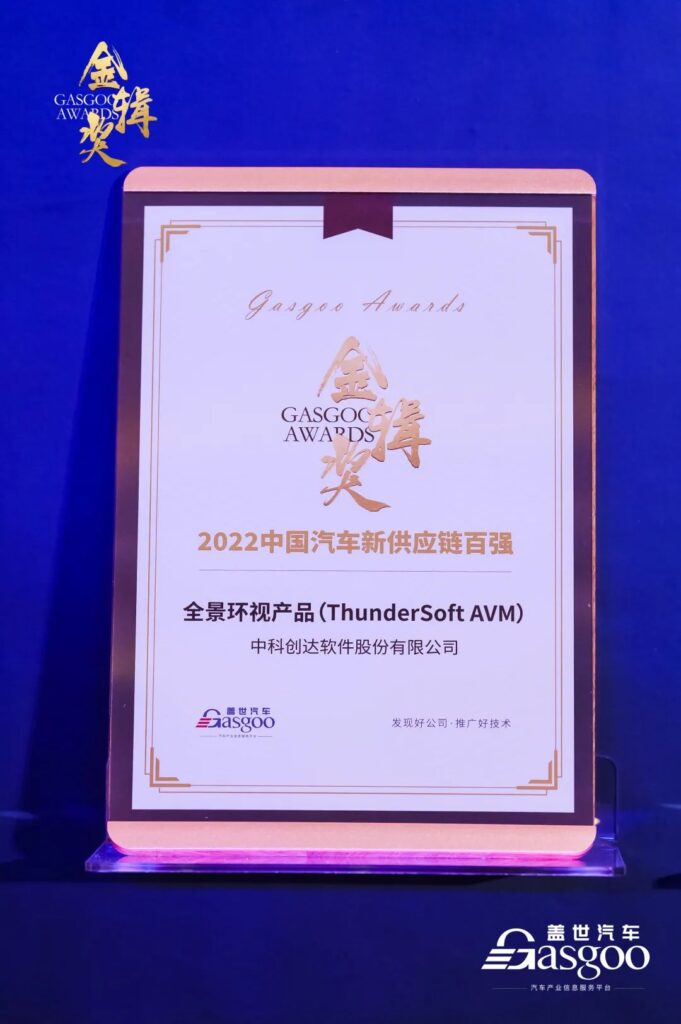 金辑奖
GASGOO
AWARDS
Gasgoo Awards
金辑奖
GASGOO
AWARDS
2022中国汽车新供应链百强
全景环视产品(ThunderSoft AVM)
中科创达软件股份有限公司
盖世汽车
Gasgoo
发现好公司·推广好技术
盖世汽车
Gasgoo
汽车产业信息服务平台